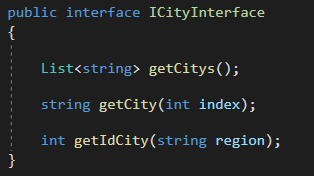 public interface ICityInterface
{
List<string> getCitys();
string getCity(int index);
int getIdCity(string region);
}